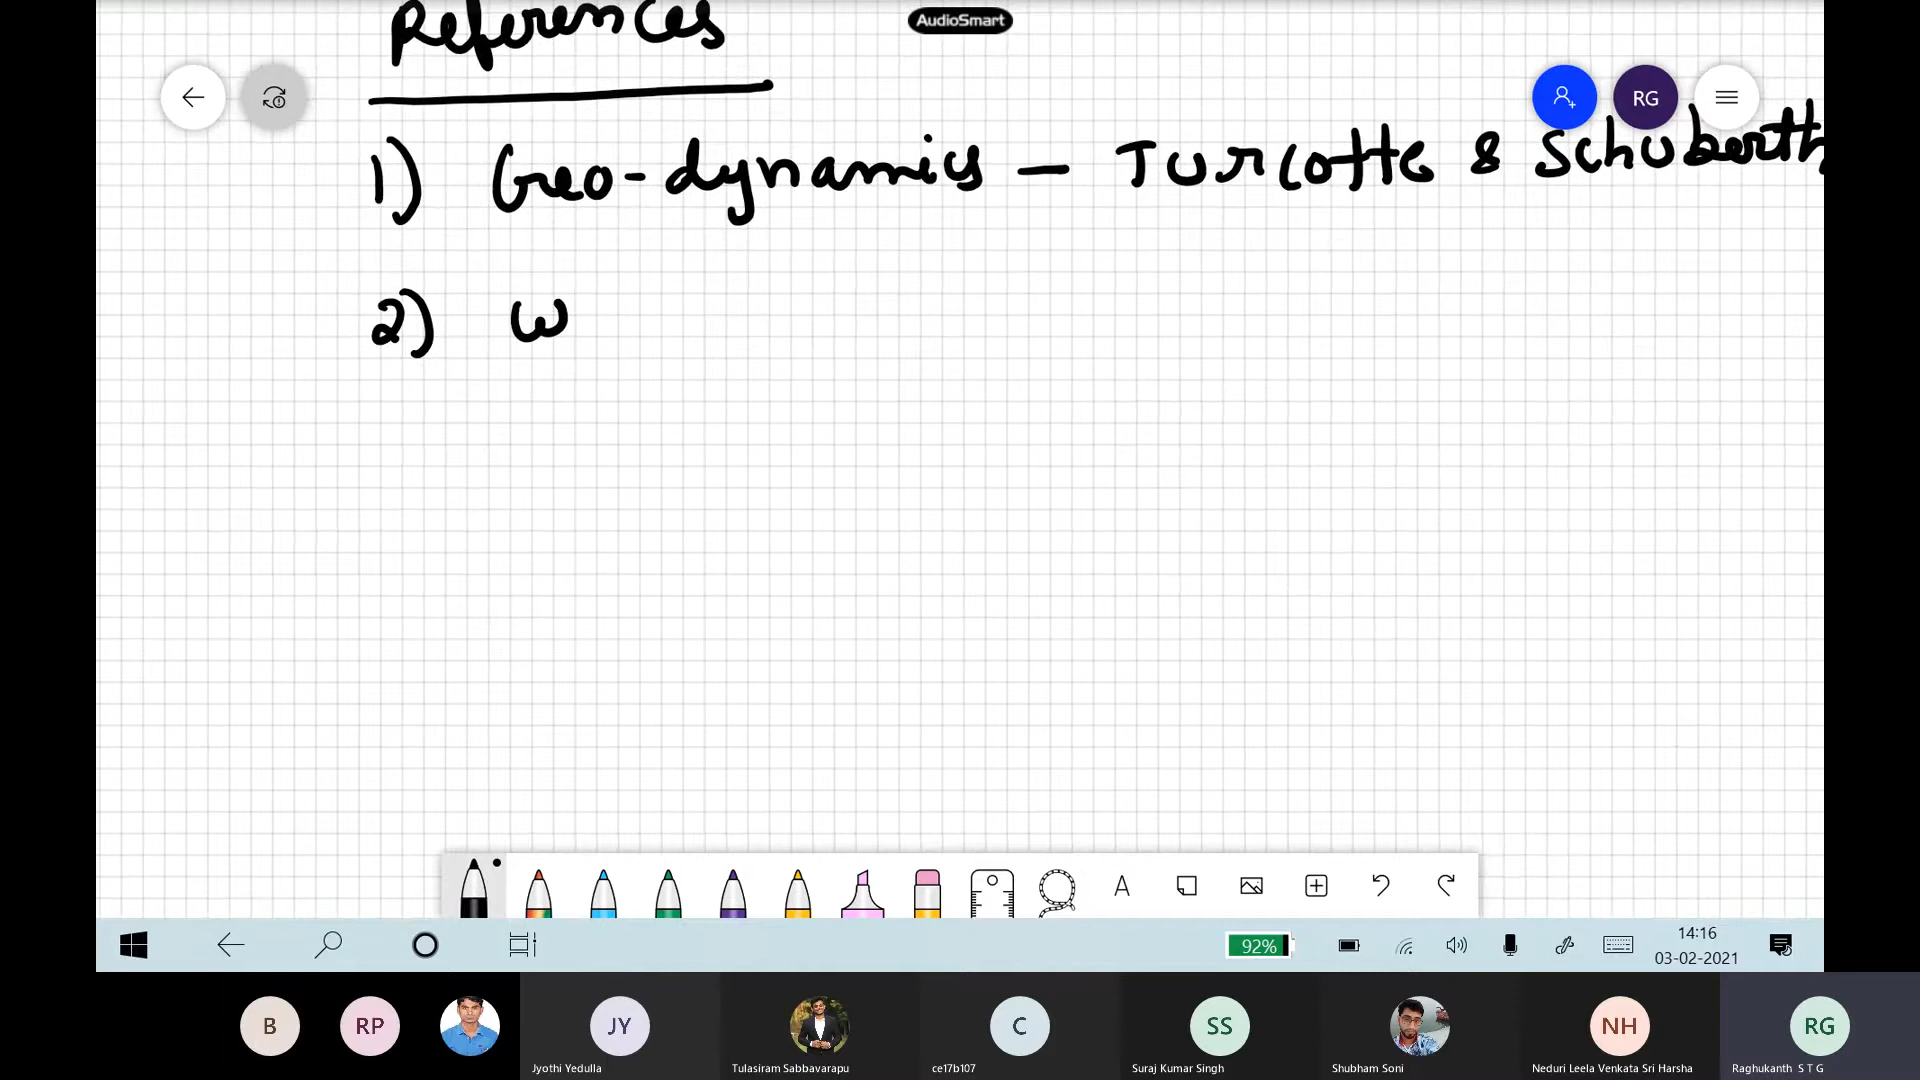 References
AudioSmart
RG
1) Geo-dynamics - Turcotte & Schuberth
2) W
A
92%
14:16
03-02-2021
B
RP
JY
C
SS
NH
RG
Jyothi Yedulla
Tulasiram Sabbavarapu
ce17b107
Suraj Kumar Singh
Shubham Soni
Neduri Leela Venkata Sri Harsha
Raghukanth S T G